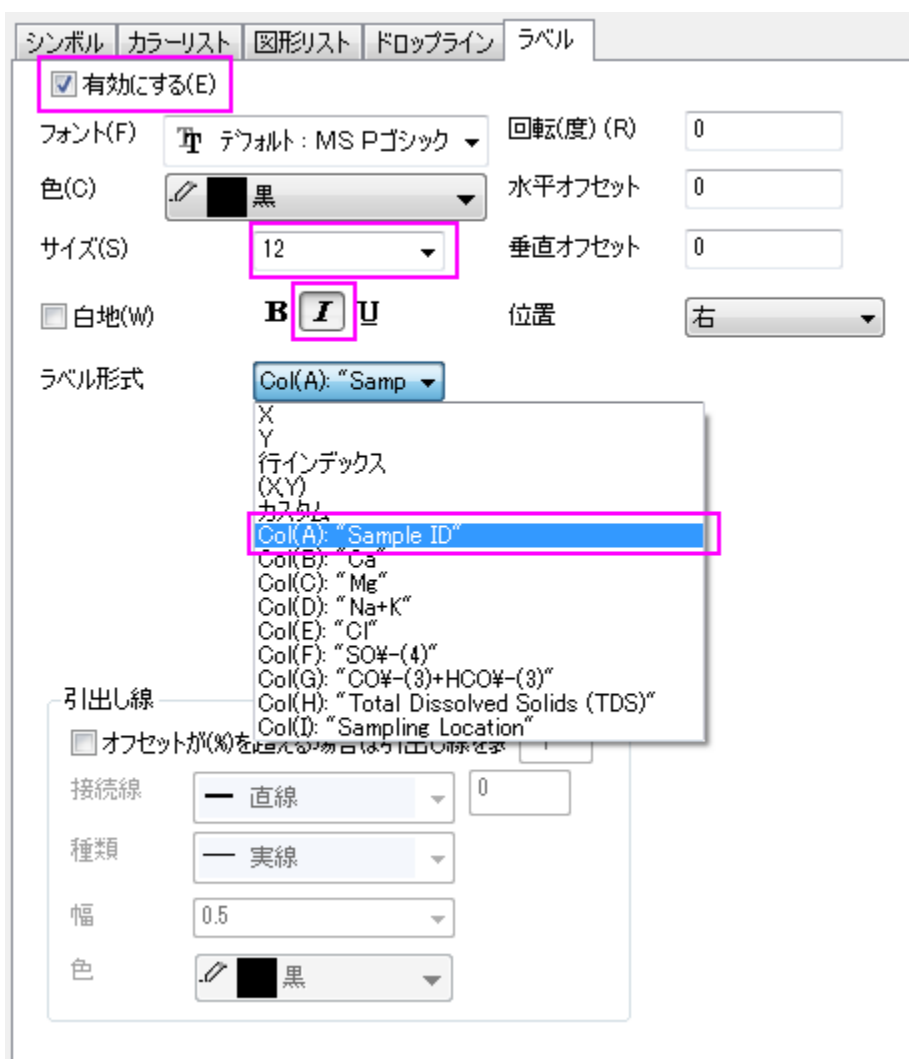 シンボル カラーリスト 図形リスト ドロップライン ラベル
有効にする(E)
フォント(F) デフォルト : MS Pゴシック 回転(度) (R) 0
色(C) 黒 水平オフセット 0
サイズ(S) 12 垂直オフセット 0
白地(W) B I U 位置 右
ラベル形式 Col(A): "Samp
X
Y
行インデックス
(X,Y)
カスタム
Col(A): "Sample ID"
Col(B): "Ca"
Col(C): "Mg"
Col(D): "Na+K"
Col(E): "Cl"
Col(F): "SO¥-(4)"
Col(G): "CO¥-(3)+HCO¥-(3)"
Col(H): "Total Dissolved Solids (TDS)"
Col(I): "Sampling Location"
引出し線
オフセットが(%)を超える場合は引出し線を表
接続線 直線 0
種類 実線
幅 0.5
色 黒